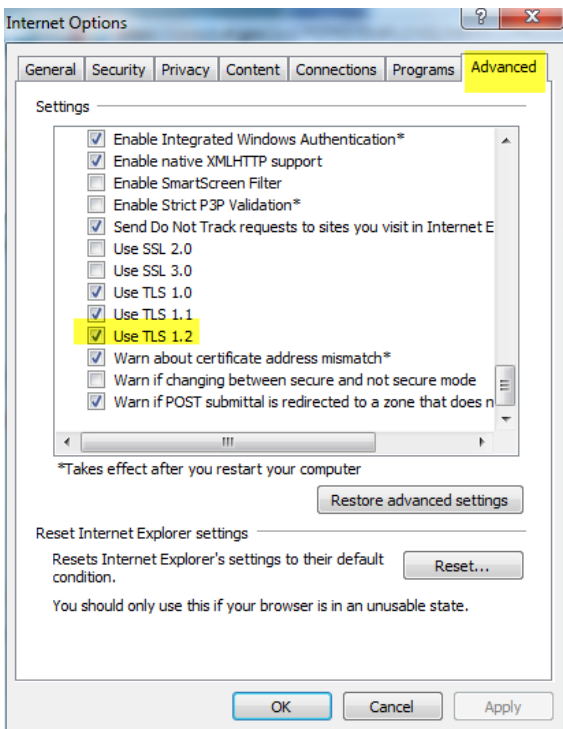 Internet Options
?
X
General Security Privacy Content Connections Programs Advanced
Settings
Enable Integrated Windows Authentication*
Enable native XMLHTTP support
Enable SmartScreen Filter
Enable Strict P3P Validation*
Send Do Not Track requests to sites you visit in Internet E
Use SSL 2.0
Use SSL 3.0
Use TLS 1.0
Use TLS 1.1
Use TLS 1.2
Warn about certificate address mismatch*
Warn if changing between secure and not secure mode
Warn if POST submittal is redirected to a zone that does n
*Takes effect after you restart your computer
Restore advanced settings
Reset Internet Explorer settings
Resets Internet Explorer's settings to their default
condition.
Reset...
You should only use this if your browser is in an unusable state.
OK Cancel Apply